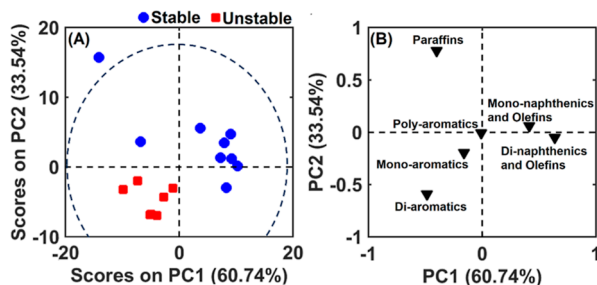 Stable Unstable
(A)
20
10
0
-10
-20 0 20
Scores on PC2 (33.54%)
Scores on PC1 (60.74%)
(B)
1
0.5
0
-0.5
-1
-1 0 1
PC2 (33.54%)
PC1 (60.74%)
Paraffins
Mono-naphthenics
and Olefins
Poly-aromatics
Di-naphthenics
and Olefins
Mono-aromatics
Di-aromatics